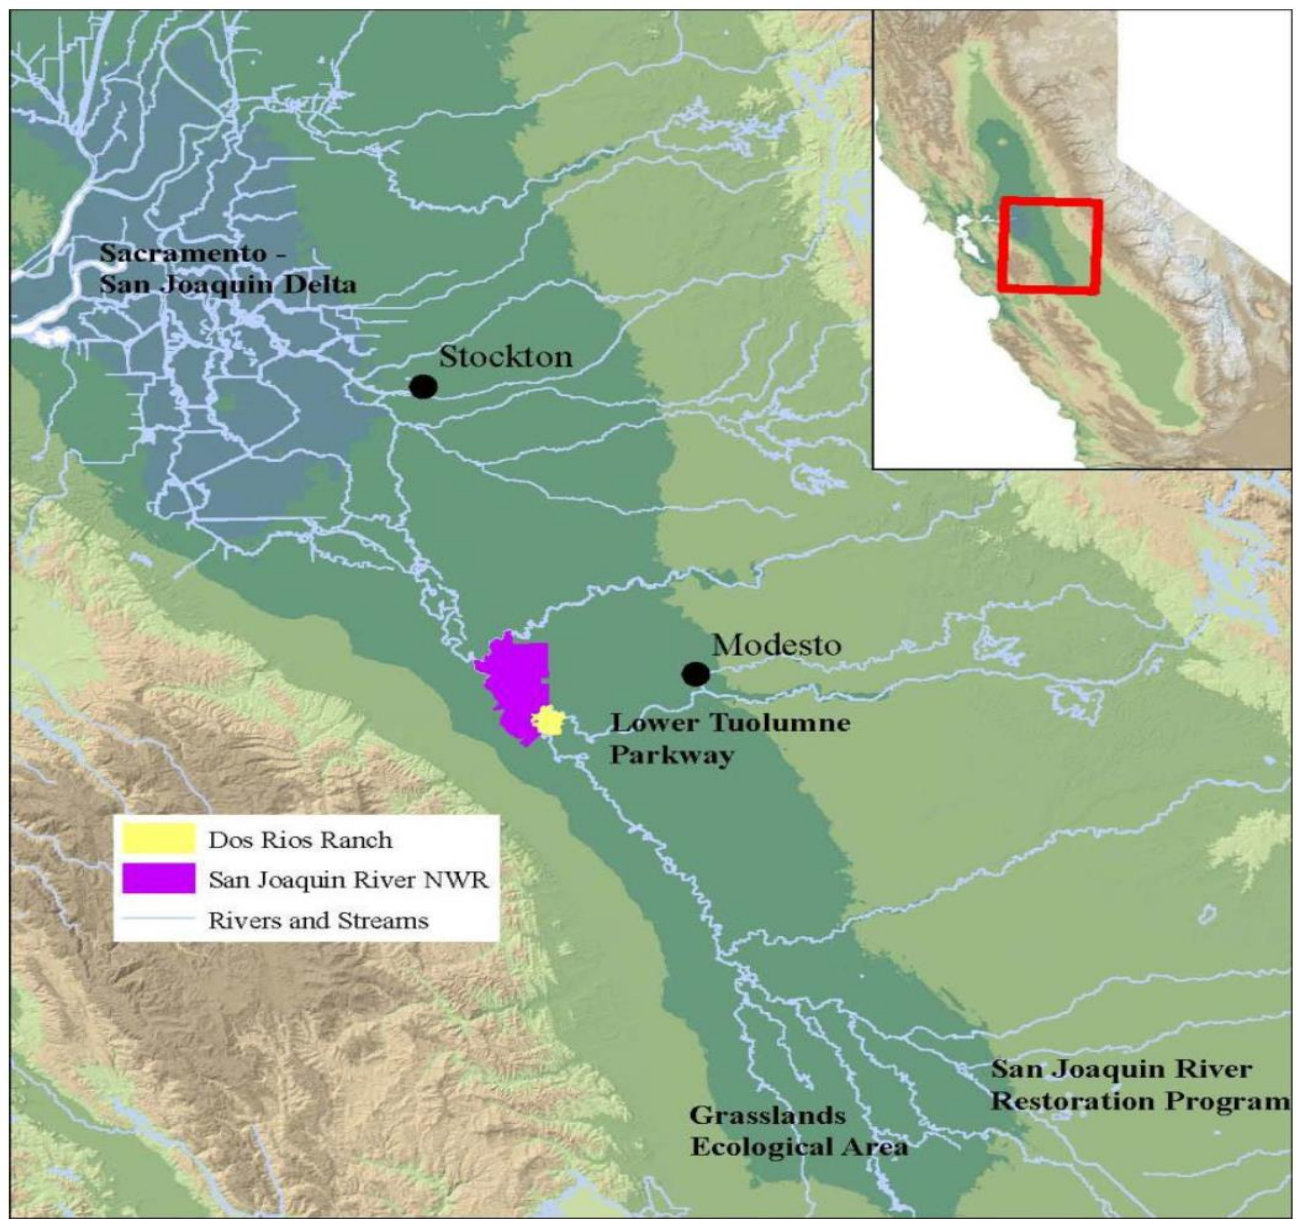 Sacramento -
San Joaquin Delta
Stockton
Modesto
Lower Tuolumne
Parkway
Dos Rios Ranch
San Joaquin River NWR
Rivers and Streams
San Joaquin River
Restoration Program
Grasslands
Ecological Area